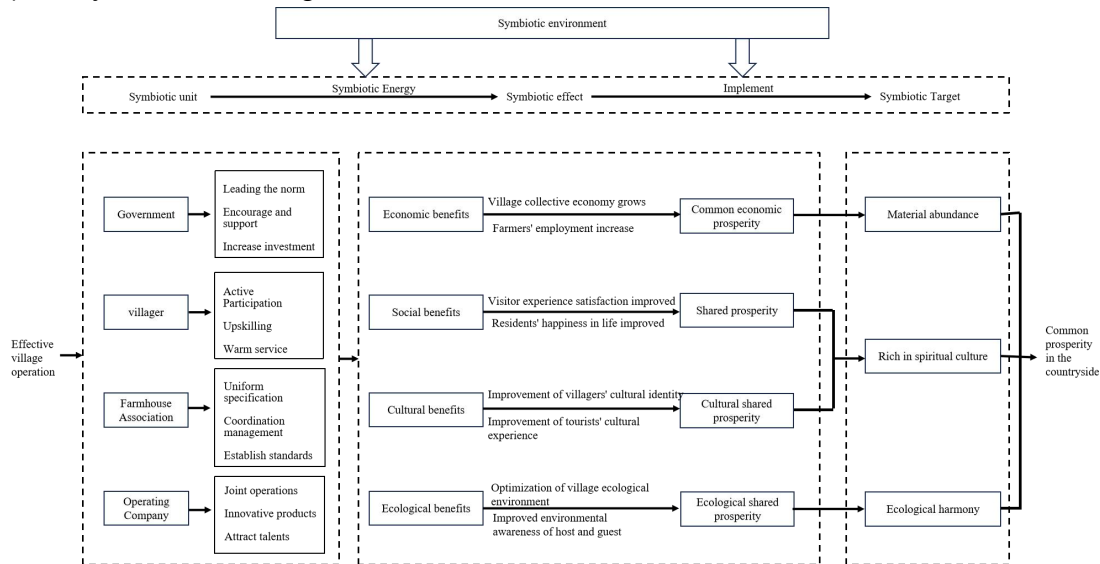 Symbiotic environment
Symbiotic unit
Symbiotic Energy
Symbiotic effect
Implement
Symbiotic Target
Effective
village
operation
Government
Leading the norm
Encourage and
support
Increase investment
villager
Active
Participation
Upskilling
Warm service
Farmhouse
Association
Uniform
specification
Coordination
management
Establish standards
Operating
Company
Joint operations
Innovative products
Attract talents
Economic benefits
Village collective economy grows
Farmers' employment increase
Common economic
prosperity
Social benefits
Visitor experience satisfaction improved
Residents' happiness in life improved
Shared prosperity
Cultural benefits
Improvement of villagers' cultural identity
Improvement of tourists' cultural
experience
Cultural shared
prosperity
Ecological benefits
Optimization of village ecological
environment
Improved environmental
awareness of host and guest
Ecological shared
prosperity
Material abundance
Rich in spiritual culture
Ecological harmony
Common
prosperity
in the
countryside